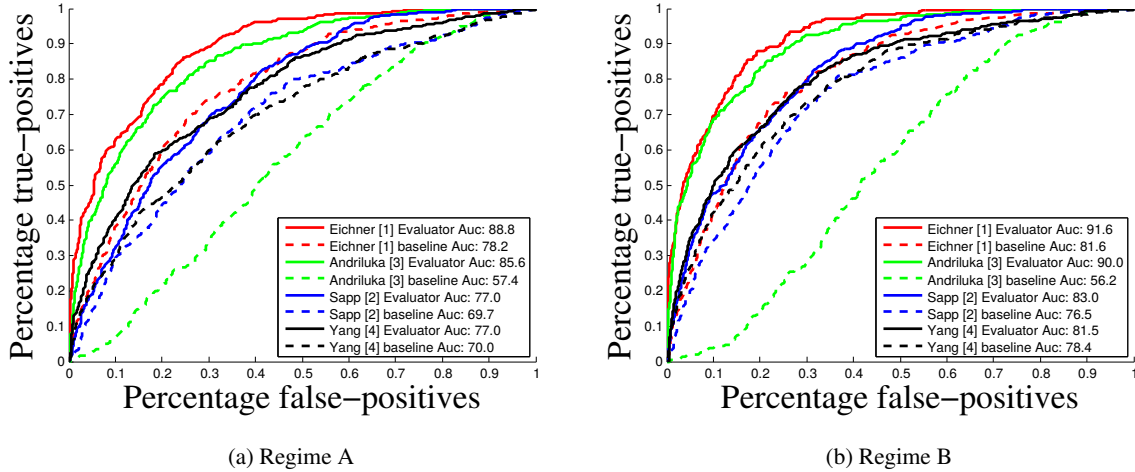 1
0.9
0.8
0.7
0.6
0.5
0.4
0.3
0.2
0.1
0
Percentage true−positives
Eichner [1] Evaluator Auc: 88.8
Eichner [1] baseline Auc: 78.2
Andriluka [3] Evaluator Auc: 85.6
Andriluka [3] baseline Auc: 57.4
Sapp [2] Evaluator Auc: 77.0
Sapp [2] baseline Auc: 69.7
Yang [4] Evaluator Auc: 77.0
Yang [4] baseline Auc: 70.0
0 0.1 0.2 0.3 0.4 0.5 0.6 0.7 0.8 0.9 1
Percentage false−positives
(a) Regime A
1
0.9
0.8
0.7
0.6
0.5
0.4
0.3
0.2
0.1
0
Percentage true−positives
Eichner [1] Evaluator Auc: 91.6
Eichner [1] baseline Auc: 81.6
Andriluka [3] Evaluator Auc: 90.0
Andriluka [3] baseline Auc: 56.2
Sapp [2] Evaluator Auc: 83.0
Sapp [2] baseline Auc: 76.5
Yang [4] Evaluator Auc: 81.5
Yang [4] baseline Auc: 78.4
0 0.1 0.2 0.3 0.4 0.5 0.6 0.7 0.8 0.9 1
Percentage false−positives
(b) Regime B